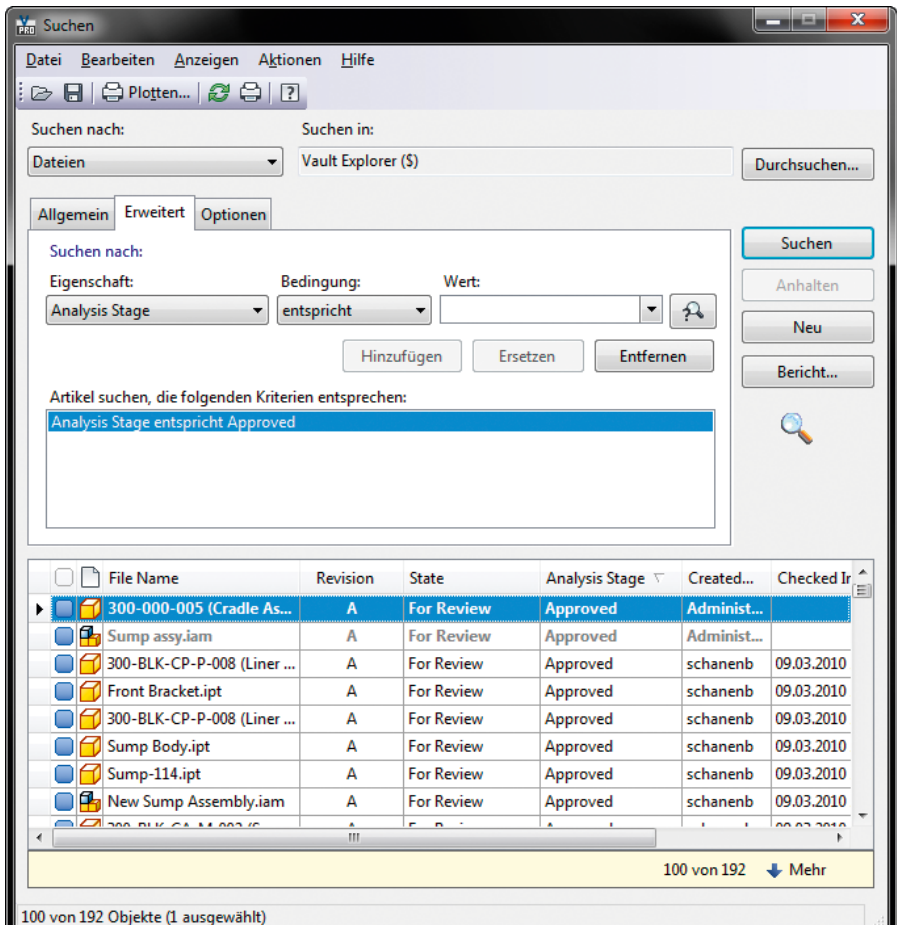 V PRO Suchen
Datei Bearbeiten Anzeigen Aktionen Hilfe
Plotten...
Suchen nach: Suchen in:
Dateien Vault Explorer ($) Durchsuchen...
Allgemein Erweitert Optionen
Suchen nach:
Suchen
Eigenschaft: Bedingung: Wert:
Anhalten
Analysis Stage entspricht
Neu
Hinzufügen Ersetzen Entfernen
Bericht...
Artikel suchen, die folgenden Kriterien entsprechen:
Analysis Stage entspricht Approved
File Name Revision State Analysis Stage Created... Checked Ir
300-000-005 (Cradle As... A For Review Approved Administ...
Sump assy.iam A For Review Approved Administ...
300-BLK-CP-P-008 (Liner ... A For Review Approved schanenb 09.03.2010
Front Bracket.ipt A For Review Approved schanenb 09.03.2010
300-BLK-CP-P-008 (Liner ... A For Review Approved schanenb 09.03.2010
Sump Body.ipt A For Review Approved schanenb 09.03.2010
Sump-114.ipt A For Review Approved schanenb 09.03.2010
New Sump Assembly.iam A For Review Approved schanenb 09.03.2010
100 von 192 Mehr
100 von 192 Objekte (1 ausgewählt)